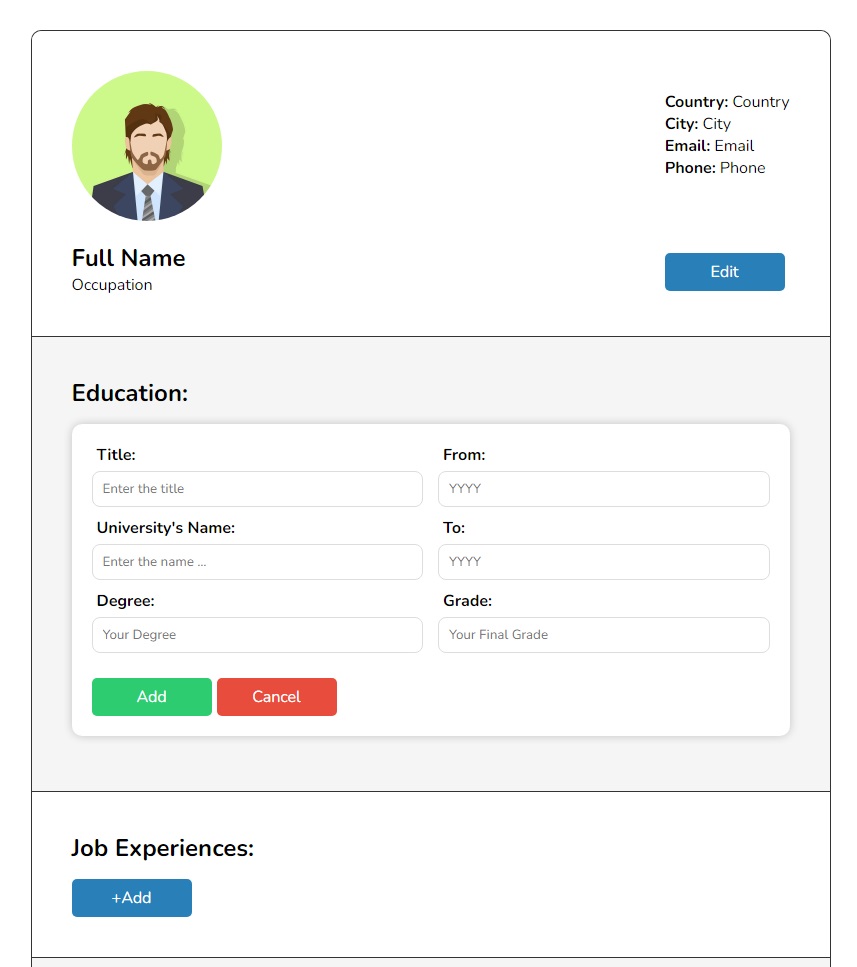 Country: Country
City: City
Email: Email
Phone: Phone
Full Name
Occupation
Edit
Education:
Title: From:
Enter the title YYYY
University's Name: To:
Enter the name ... YYYY
Degree: Grade:
Your Degree Your Final Grade
Add Cancel
Job Experiences:
+Add